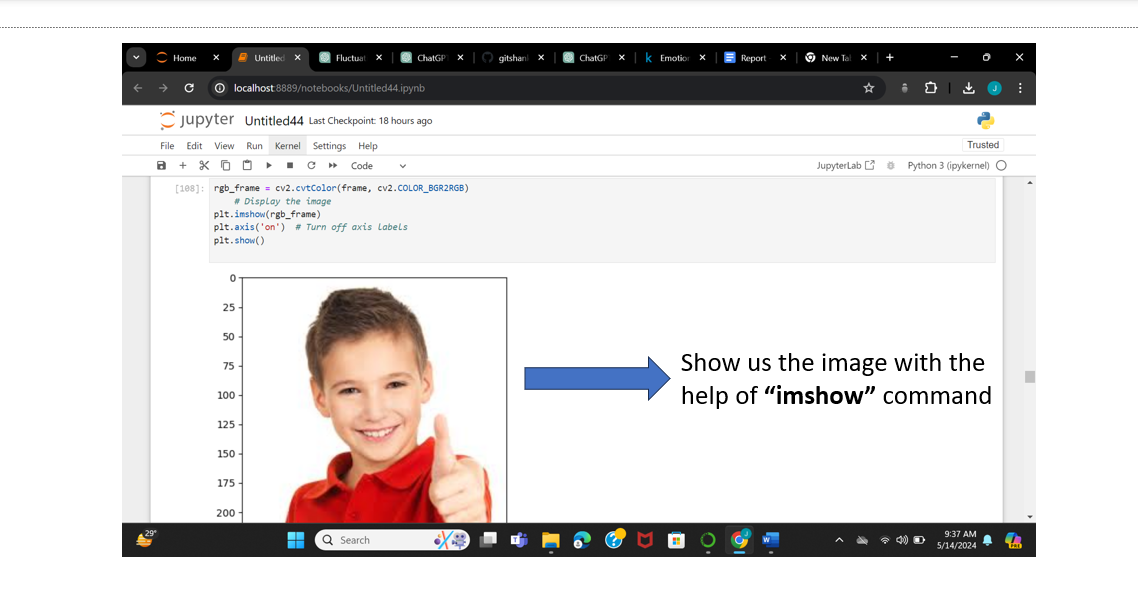 Home
Untitled
Fluctuat
ChatGP
gitshani
ChatGP
Emotion
Report
New Tal
localhost:8889/notebooks/Untitled44.ipynb
J
jupyter Untitled44 Last Checkpoint: 18 hours ago
File Edit View Run Kernel Settings Help
Trusted
Code
JupyterLab
Python 3 (ipykernel)
[108]: rgb_frame = cv2.cvtColor(frame, cv2.COLOR_BGR2RGB)
# Display the image
plt.imshow(rgb_frame)
plt.axis('on')  # Turn off axis labels
plt.show()
0
25
50
75
100
125
150
175
200
Show us the image with the
help of “imshow” command
29°
Search
9:37 AM
5/14/2024